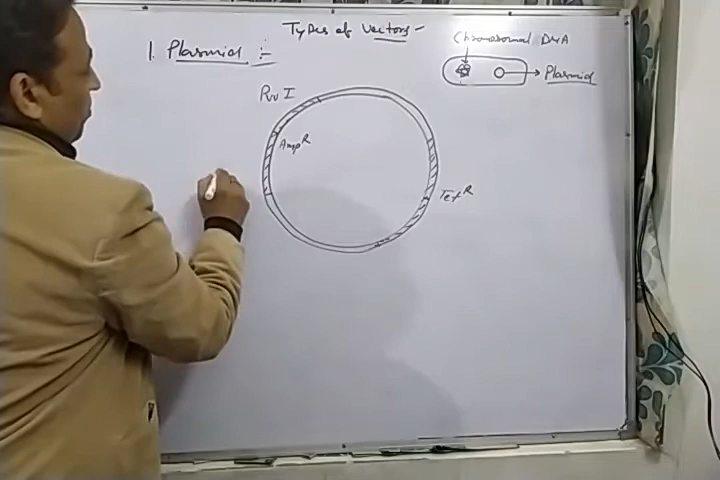 Types of Vectors -
Chromosomal DNA
1. Plasmid :-
Plasmid
Pvu I
Amp R
Tet R